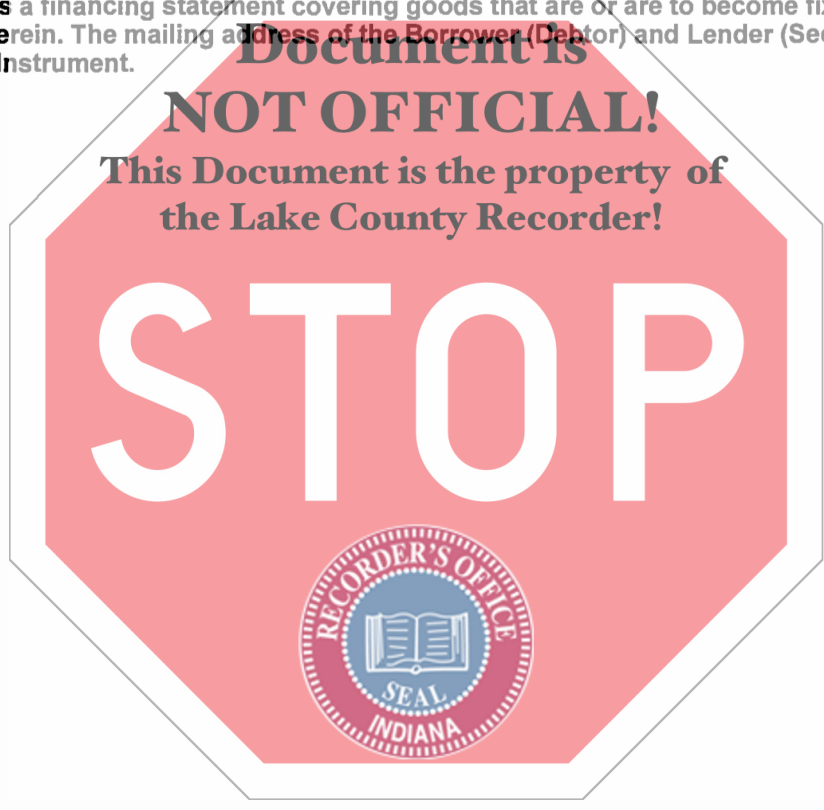 s a financing statement covering goods that are or are to become fix
erein. The mailing address of the Borrower (Debtor) and Lender (Sec
nstrument.
Document is
NOT OFFICIAL!
This Document is the property of
the Lake County Recorder!
STOP
RECORDER'S OFFICE
SEAL
INDIANA